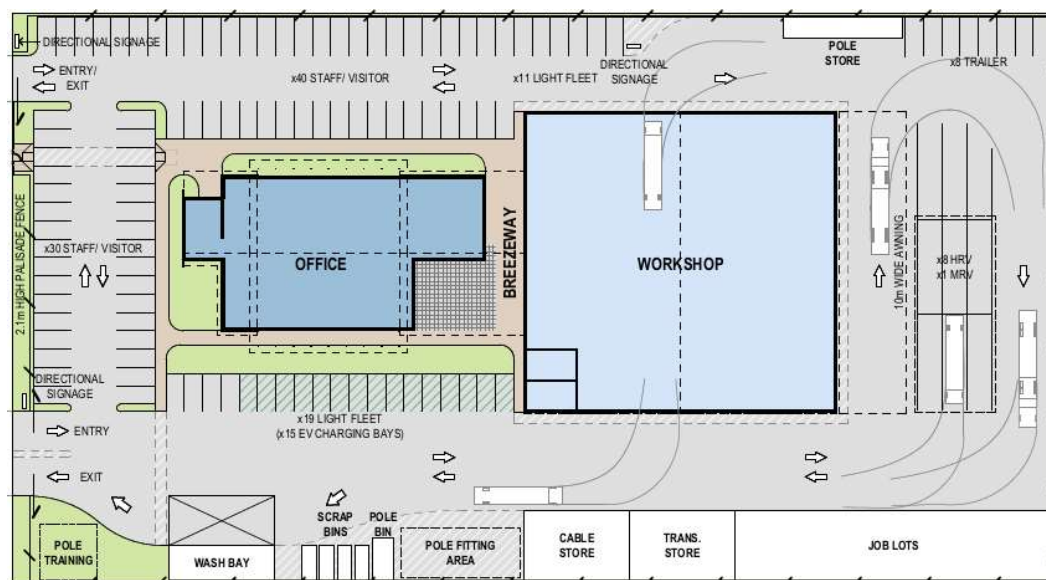 DIRECTIONAL SIGNAGE
ENTRY/
EXIT
x40 STAFF/ VISITOR
x11 LIGHT FLEET
DIRECTIONAL
SIGNAGE
POLE
STORE
x8 TRAILER
2.1m HIGH PALISADE FENCE
x30 STAFF/ VISITOR
OFFICE
BREEZEWAY
WORKSHOP
10m WIDE AWNING
x8 HRV
x1 MRV
DIRECTIONAL
SIGNAGE
x19 LIGHT FLEET
(x15 EV CHARGING BAYS)
ENTRY
EXIT
POLE
TRAINING
WASH BAY
SCRAP
BINS
POLE
BIN
POLE FITTING
AREA
CABLE
STORE
TRANS.
STORE
JOB LOTS